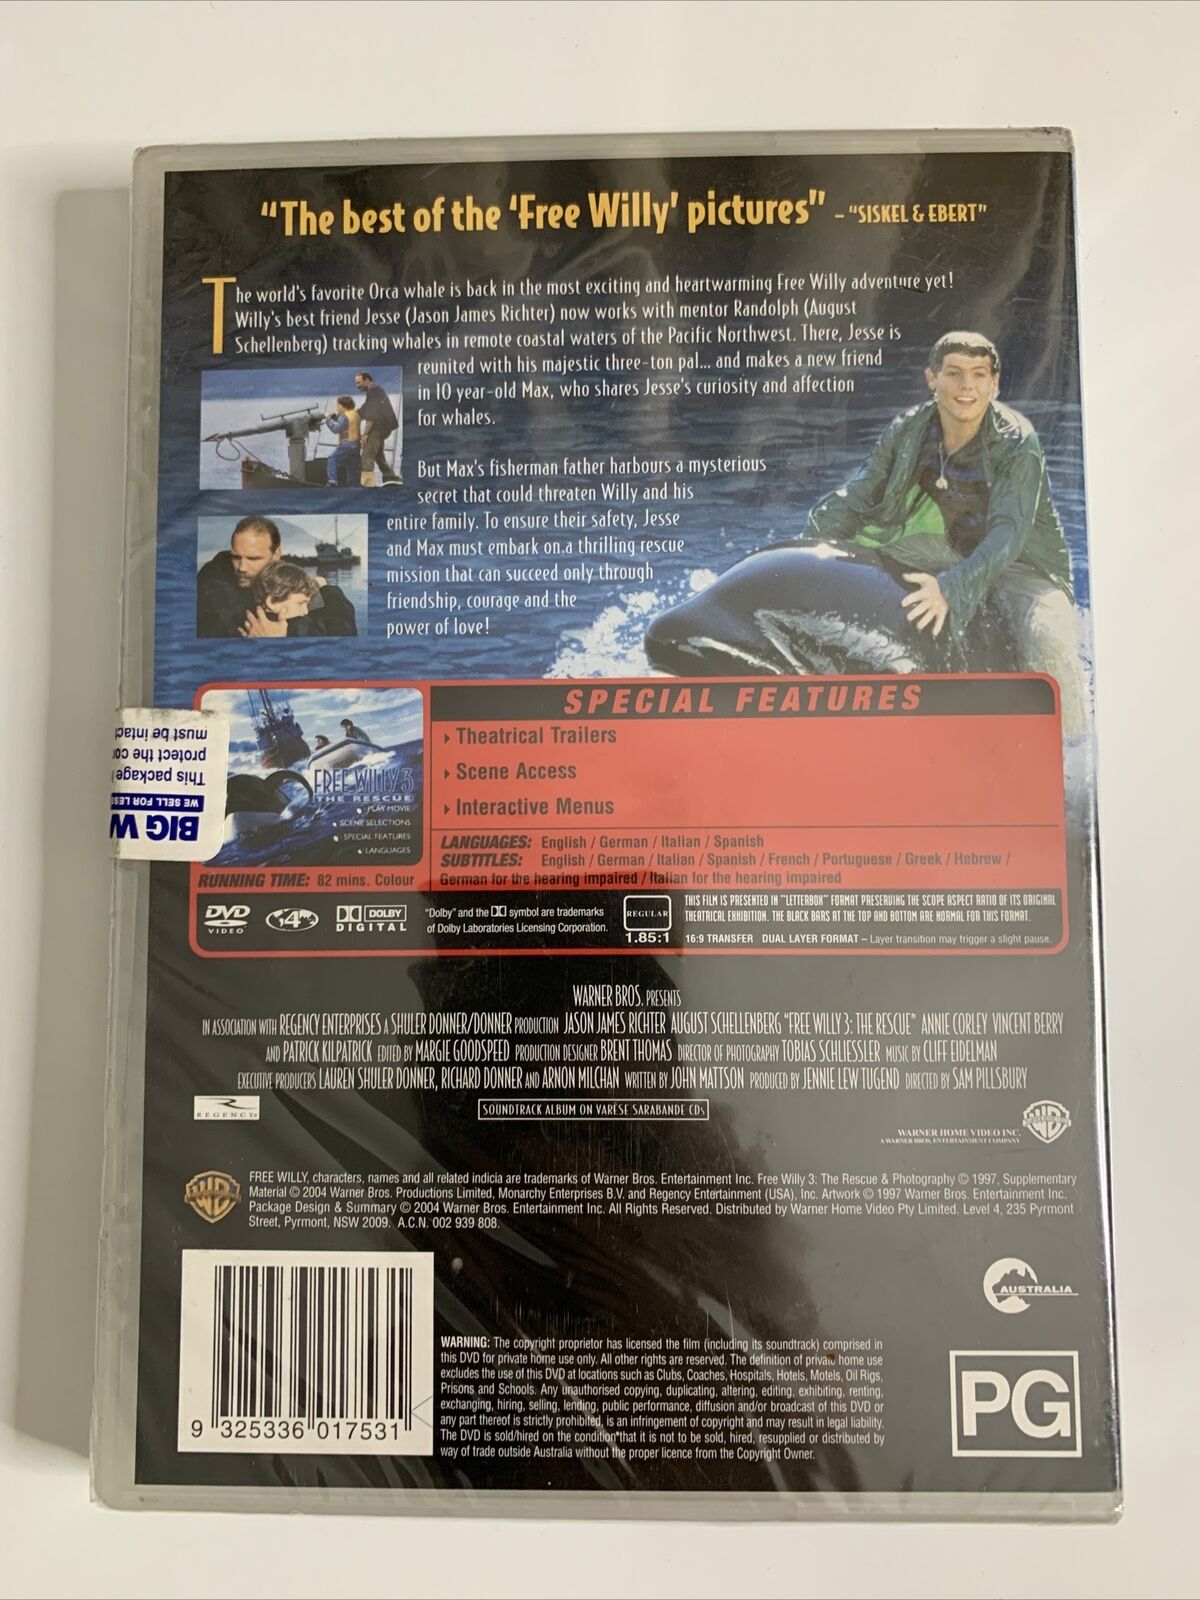 "The best of the 'Free Willy' pictures" – "SISKEL & EBERT"
The world's favorite Orca whale is back in the most exciting and heartwarming Free Willy adventure yet!
Willy's best friend Jesse (Jason James Richter) now works with mentor Randolph (August
Schellenberg) tracking whales in remote coastal waters of the Pacific Northwest. There, Jesse is
reunited with his majestic three-ton pal... and makes a new friend
in 10 year-old Max, who shares Jesse's curiosity and affection
for whales.
But Max's fisherman father harbours a mysterious
secret that could threaten Willy and his
entire family. To ensure their safety, Jesse
and Max must embark on a thrilling rescue
mission that can succeed only through
friendship, courage and the
power of love!
SPECIAL FEATURES
Theatrical Trailers
Scene Access
Interactive Menus
LANGUAGES: English / German / Italian / Spanish
SUBTITLES: English / German / Italian / Spanish / French / Portuguese / Greek / Hebrew /
German for the hearing impaired / Italian for the hearing impaired
FREE WILLY 3
THE RESCUE
PLAY MOVIE
SCENE SELECTIONS
SPECIAL FEATURES
LANGUAGES
BIG W
WE SELL FOR LESS
This package
protect the
must be intact
RUNNING TIME: 82 mins. Colour
DVD VIDEO
4
DOLBY DIGITAL
"Dolby" and the DD symbol are trademarks
of Dolby Laboratories Licensing Corporation.
REGULAR
1.85:1
THIS FILM IS PRESENTED IN "LETTERBOX" FORMAT PRESERVING THE SCOPE ASPECT RATIO OF ITS ORIGINAL
THEATRICAL EXHIBITION. THE BLACK BARS AT THE TOP AND BOTTOM ARE NORMAL FOR THIS FORMAT.
16:9 TRANSFER DUAL LAYER FORMAT – Layer transition may trigger a slight pause.
WARNER BROS. PRESENTS
IN ASSOCIATION WITH REGENCY ENTERPRISES A SHULER DONNER/DONNER PRODUCTION JASON JAMES RICHTER AUGUST SCHELLENBERG "FREE WILLY 3: THE RESCUE" ANNIE CORLEY VINCENT BERRY
AND PATRICK KILPATRICK EDITED BY MARGIE GOODSPEED PRODUCTION DESIGNER BRENT THOMAS DIRECTOR OF PHOTOGRAPHY TOBIAS SCHLIESSLER MUSIC BY CLIFF EIDELMAN
EXECUTIVE PRODUCERS LAUREN SHULER DONNER, RICHARD DONNER AND ARNON MILCHAN WRITTEN BY JOHN MATTSON PRODUCED BY JENNIE LEW TUGEND DIRECTED BY SAM PILLSBURY
SOUNDTRACK ALBUM ON VARÈSE SARABANDE CDs
REGENCY
WARNER HOME VIDEO INC.
A WARNER BROS. ENTERTAINMENT COMPANY
FREE WILLY, characters, names and all related indicia are trademarks of Warner Bros. Entertainment Inc. Free Willy 3: The Rescue & Photography © 1997, Supplementary
Material © 2004 Warner Bros. Productions Limited, Monarchy Enterprises B.V. and Regency Entertainment (USA), Inc. Artwork © 1997 Warner Bros. Entertainment Inc.
Package Design & Summary © 2004 Warner Bros. Entertainment Inc. All Rights Reserved. Distributed by Warner Home Video Pty Limited. Level 4, 235 Pyrmont
Street, Pyrmont, NSW 2009. A.C.N. 002 939 808.
AUSTRALIA
WARNING: The copyright proprietor has licensed the film (including its soundtrack) comprised in
this DVD for private home use only. All other rights are reserved. The definition of private home use
excludes the use of this DVD at locations such as Clubs, Coaches, Hospitals, Hotels, Motels, Oil Rigs,
Prisons and Schools. Any unauthorised copying, duplicating, altering, editing, exhibiting, renting,
exchanging, hiring, selling, lending, public performance, diffusion and/or broadcast of this DVD or
any part thereof is strictly prohibited, is an infringement of copyright and may result in legal liability.
The DVD is sold/hired on the condition that it is not to be sold, hired, resupplied or distributed by
way of trade outside Australia without the proper licence from the Copyright Owner.
PG
9 325336 017531